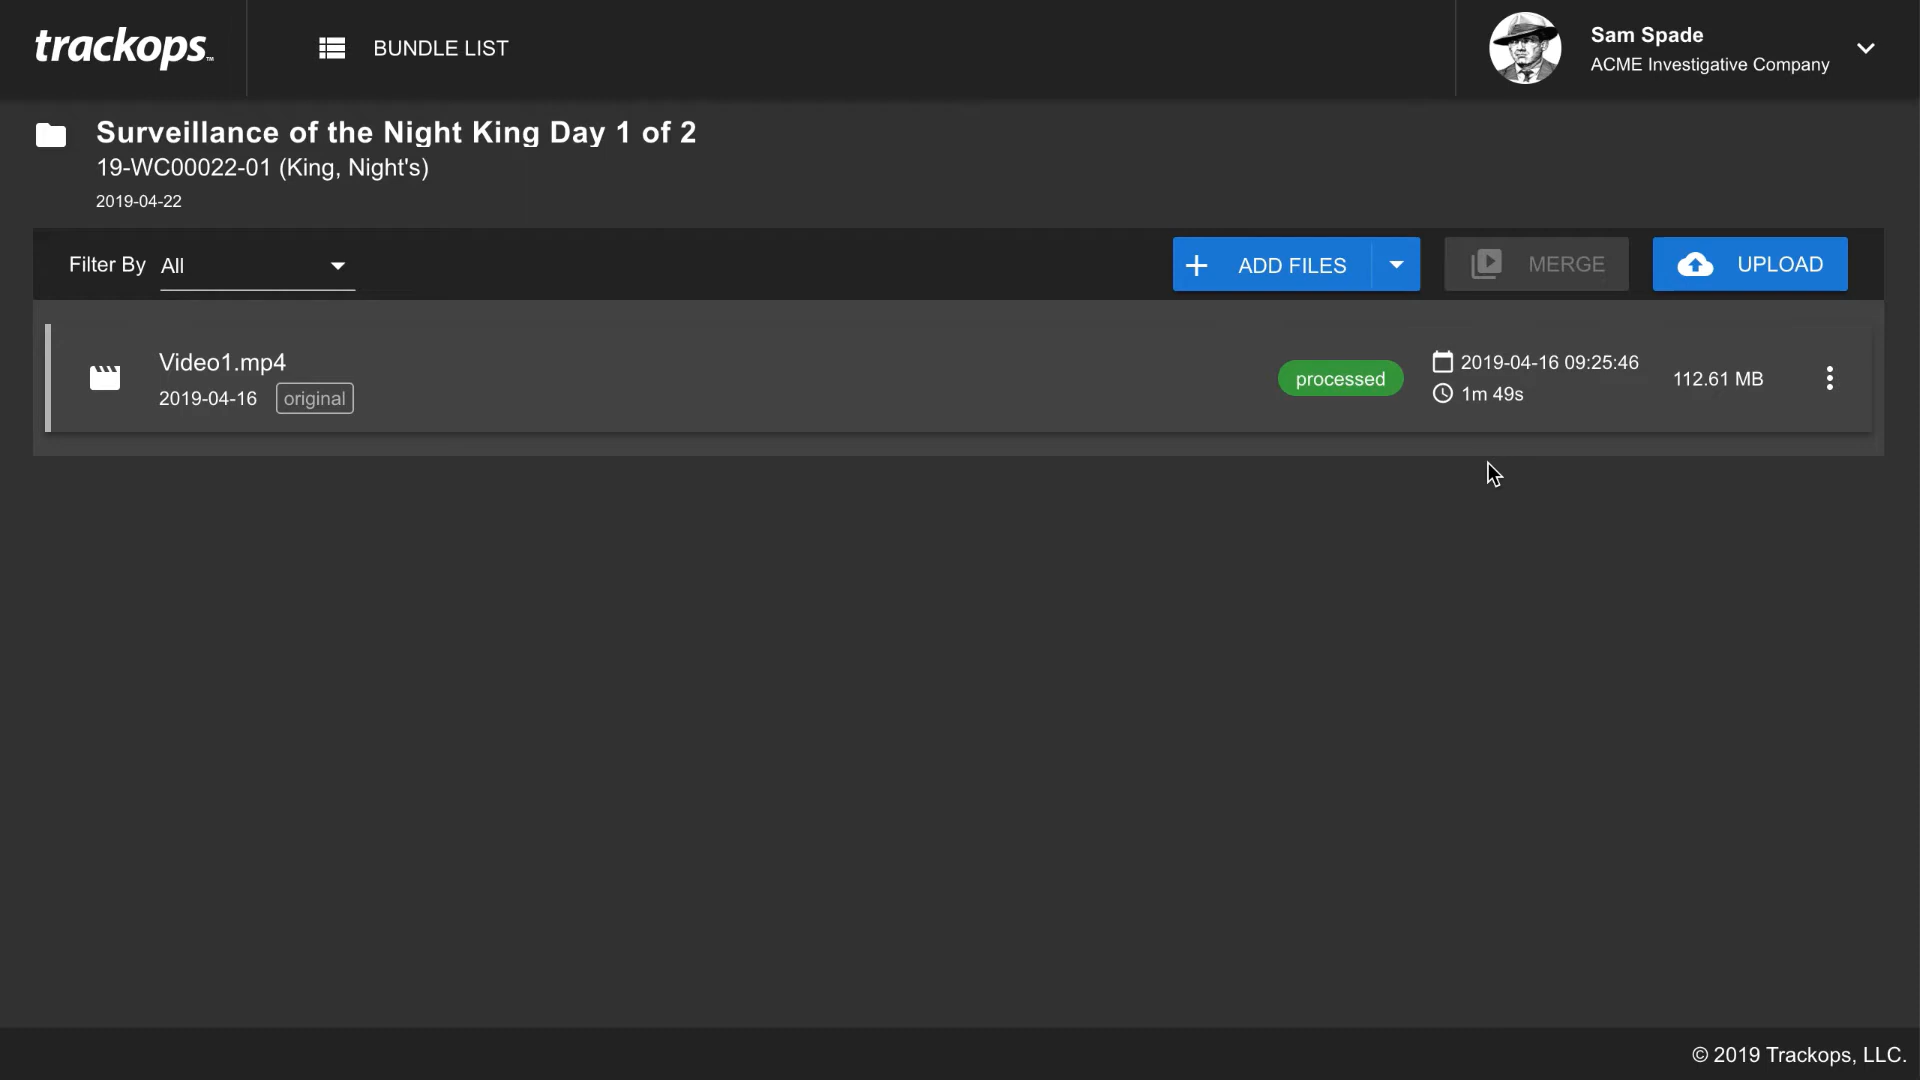 trackops™
BUNDLE LIST
Sam Spade
ACME Investigative Company
Surveillance of the Night King Day 1 of 2
19-WC00022-01 (King, Night's)
2019-04-22
Filter By All
ADD FILES
MERGE
UPLOAD
Video1.mp4
2019-04-16 original
processed
2019-04-16 09:25:46
1m 49s
112.61 MB
© 2019 Trackops, LLC.